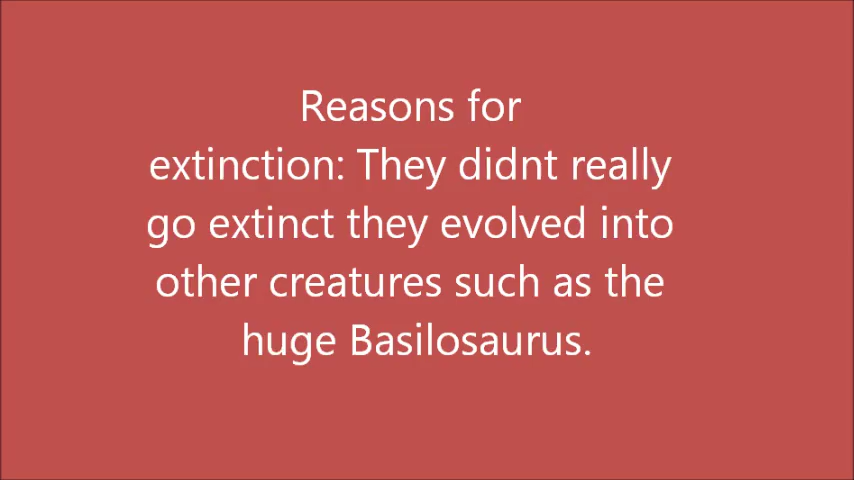 Reasons for
extinction: They didnt really
go extinct they evolved into
other creatures such as the
huge Basilosaurus.